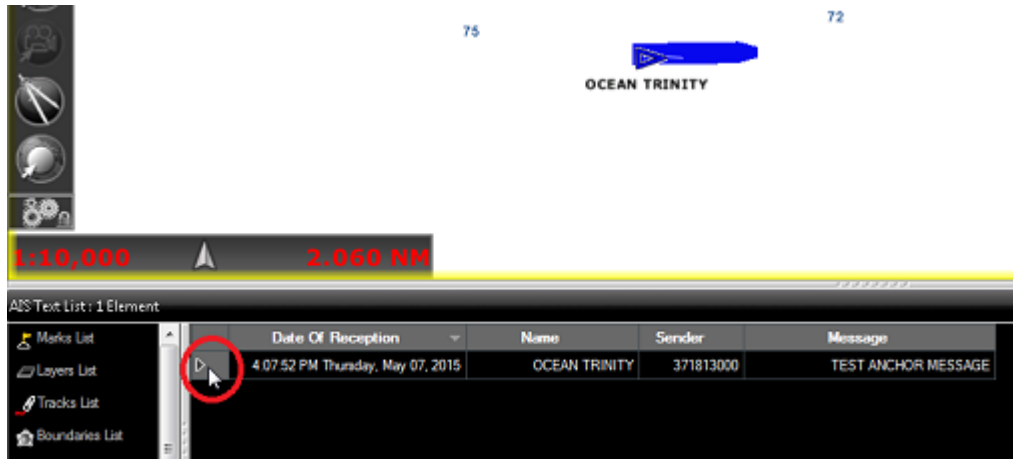 75
72
OCEAN TRINITY
1:10,000 2.060 NM
AIS Text List : 1 Element
Marks List
Date Of Reception Name Sender Message
4:07:52 PM Thursday, May 07, 2015 OCEAN TRINITY 371813000 TEST ANCHOR MESSAGE
Layers List
Tracks List
Boundaries List